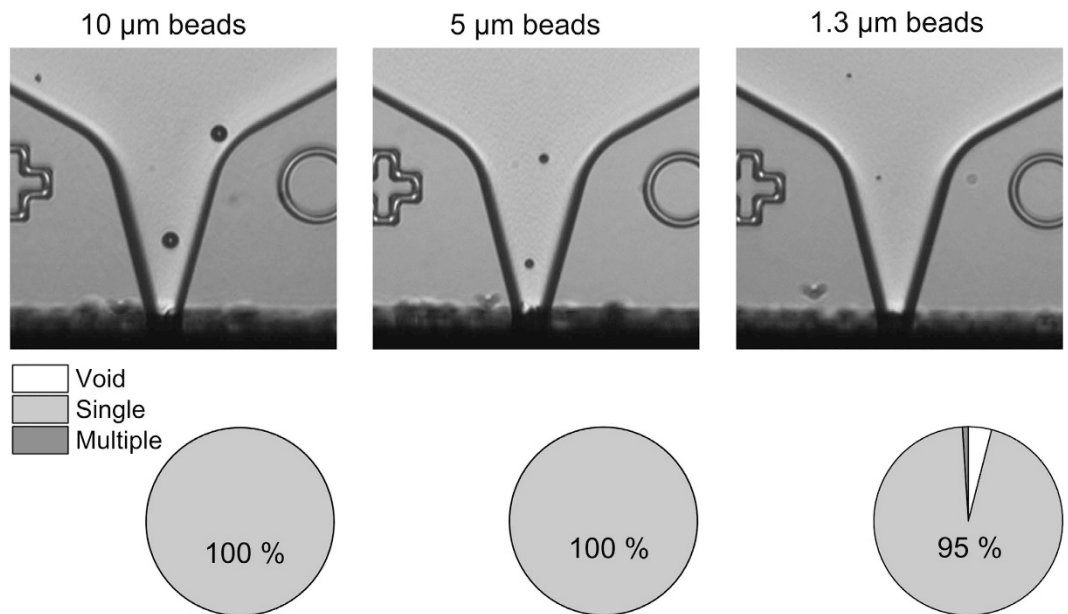 10 µm beads
5 µm beads
1.3 µm beads
Void
Single
Multiple
100 %
100 %
95 %